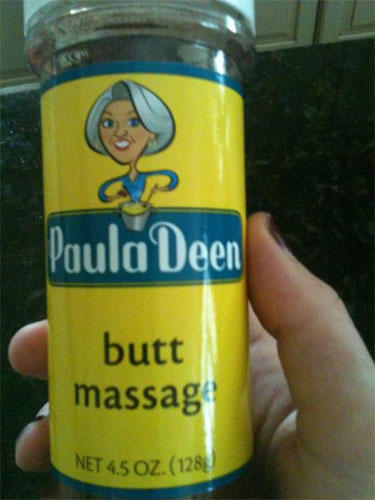 Paula Deen
butt
massage
NET 4.5 OZ. (128g)